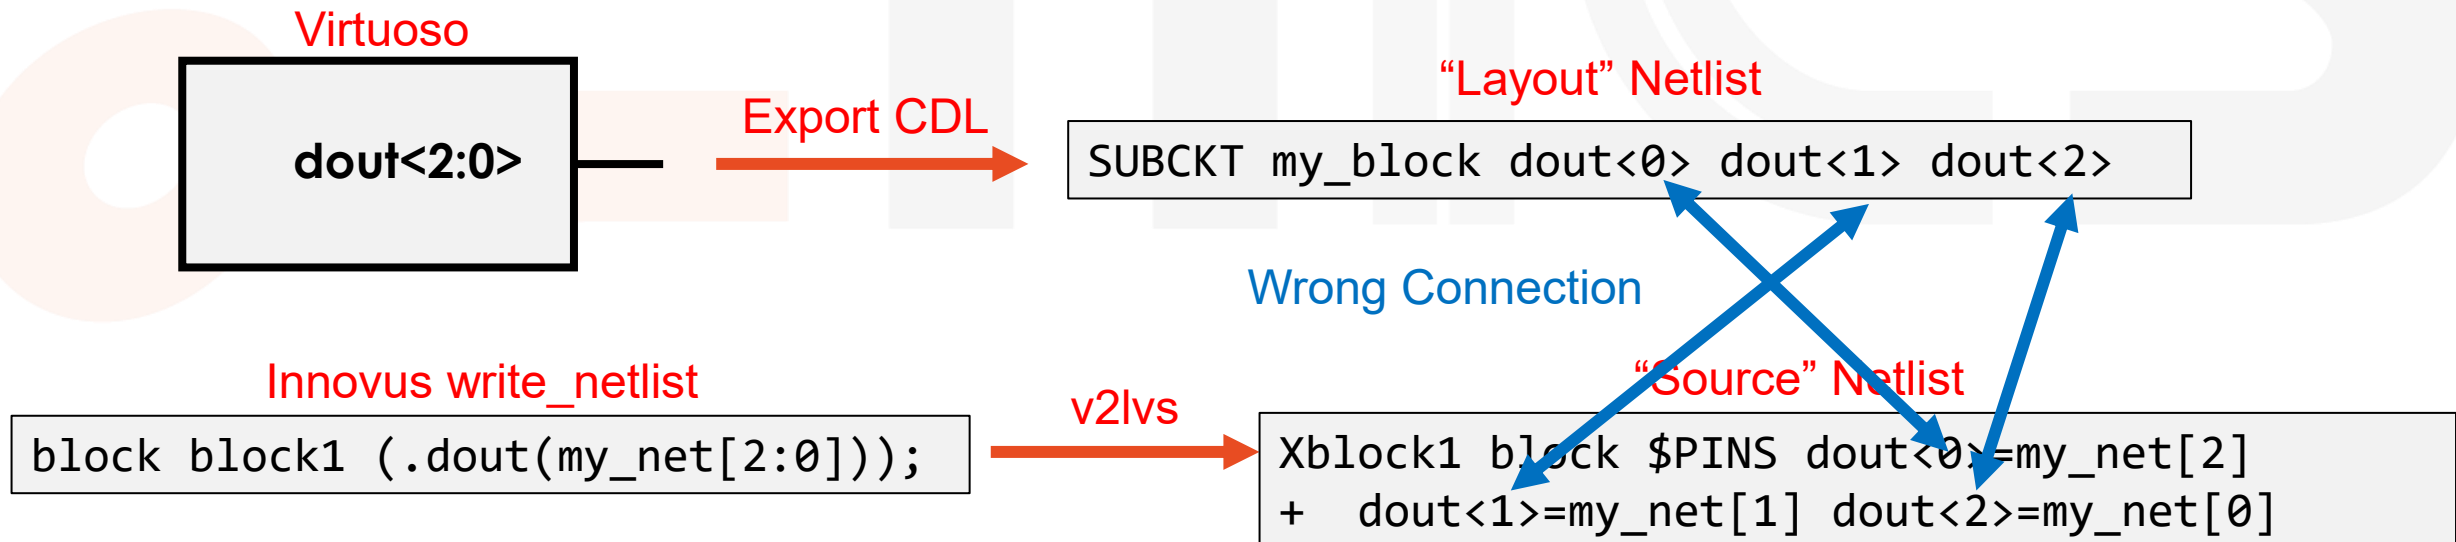 Virtuoso
dout<2:0>
Export CDL
“Layout” Netlist
SUBCKT my_block dout<0> dout<1> dout<2>
Wrong Connection
Innovus write_netlist
block block1 (.dout(my_net[2:0]));
v2lvs
“Source” Netlist
Xblock1 block $PINS dout<0>=my_net[2]
+ dout<1>=my_net[1] dout<2>=my_net[0]